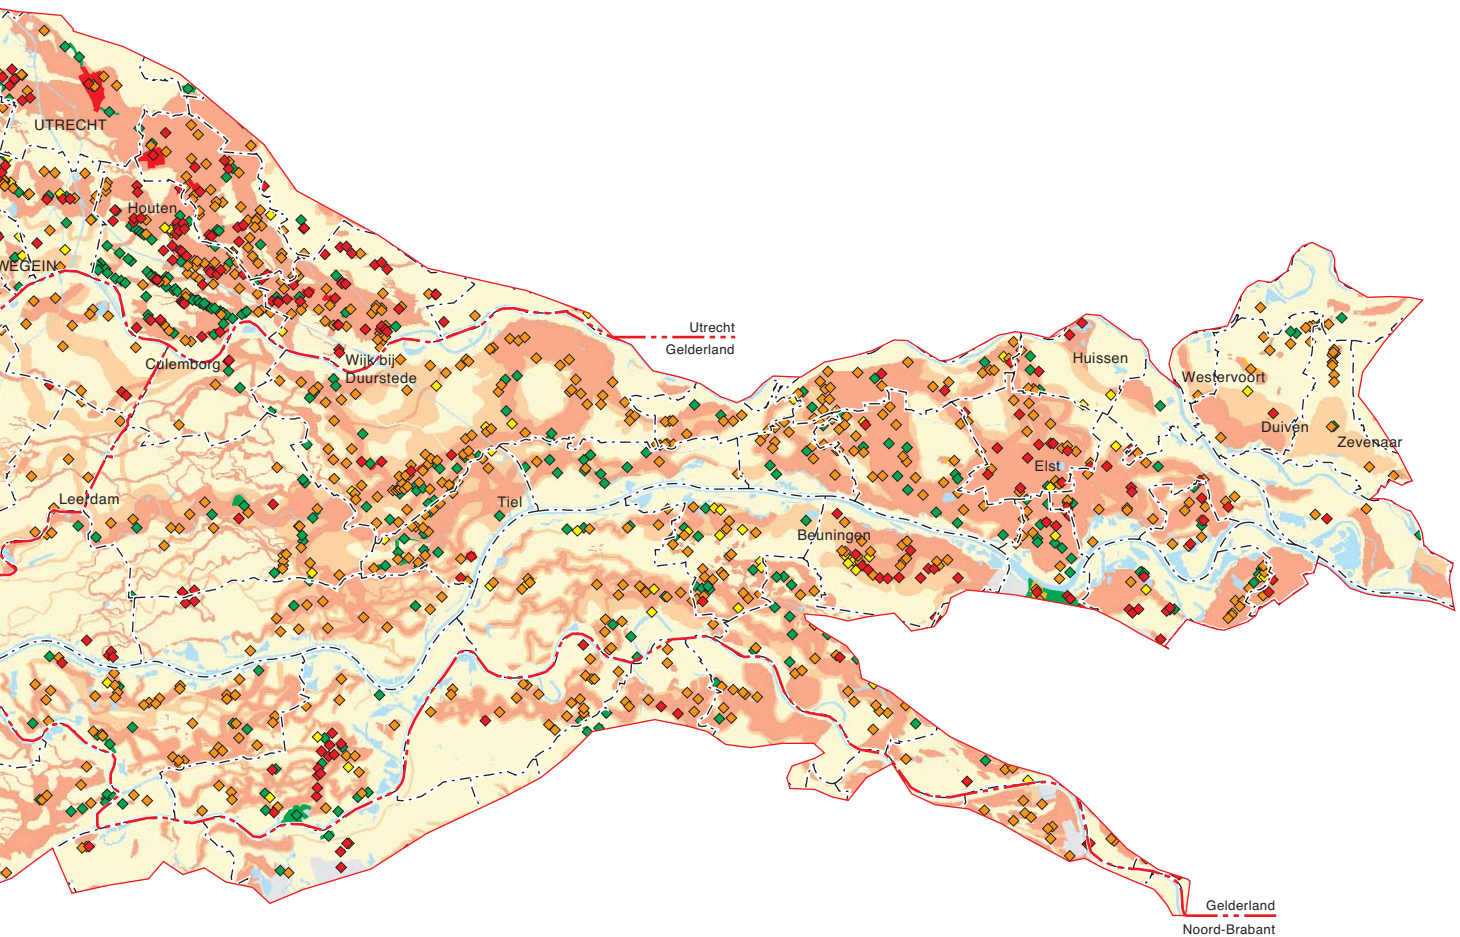 UTRECHT
Houten
WEGEIN
Utrecht
Gelderland
Culemborg
Wijk bij
Duurstede
Huissen
Westervoort
Duiven
Zevenaar
Elst
Leerdam
Tiel
Beuningen
Gelderland
Noord-Brabant